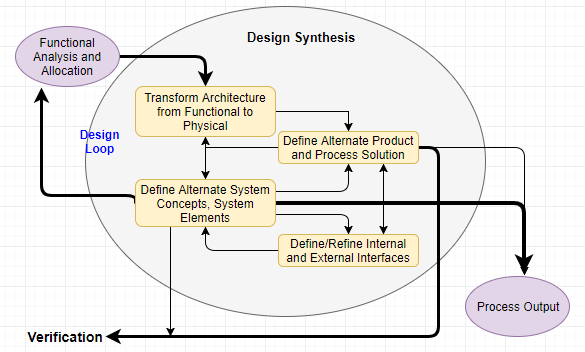 Functional
Analysis and
Allocation
Design Synthesis
Transform Architecture
from Functional to
Physical
Design
Loop
Define Alternate Product
and Process Solution
Define Alternate System
Concepts, System
Elements
Define/Refine Internal
and External Interfaces
Process Output
Verification